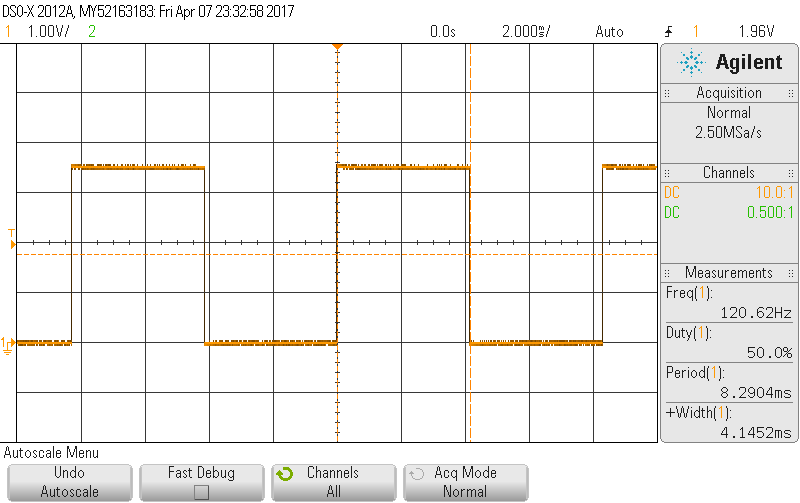 DSO-X 2012A, MY52163183: Fri Apr 07 23:32:58 2017
1 1.00V/ 2 0.0s 2.000ms/ Auto 1 1.96V
Agilent
Acquisition
Normal
2.50MSa/s
Channels
DC 10.0:1
DC 0.500:1
Measurements
Freq(1):
120.62Hz
Duty(1):
50.0%
Period(1):
8.2904ms
+Width(1):
4.1452ms
T
1
Autoscale Menu
Undo
Autoscale
Fast Debug
Channels
All
Acq Mode
Normal